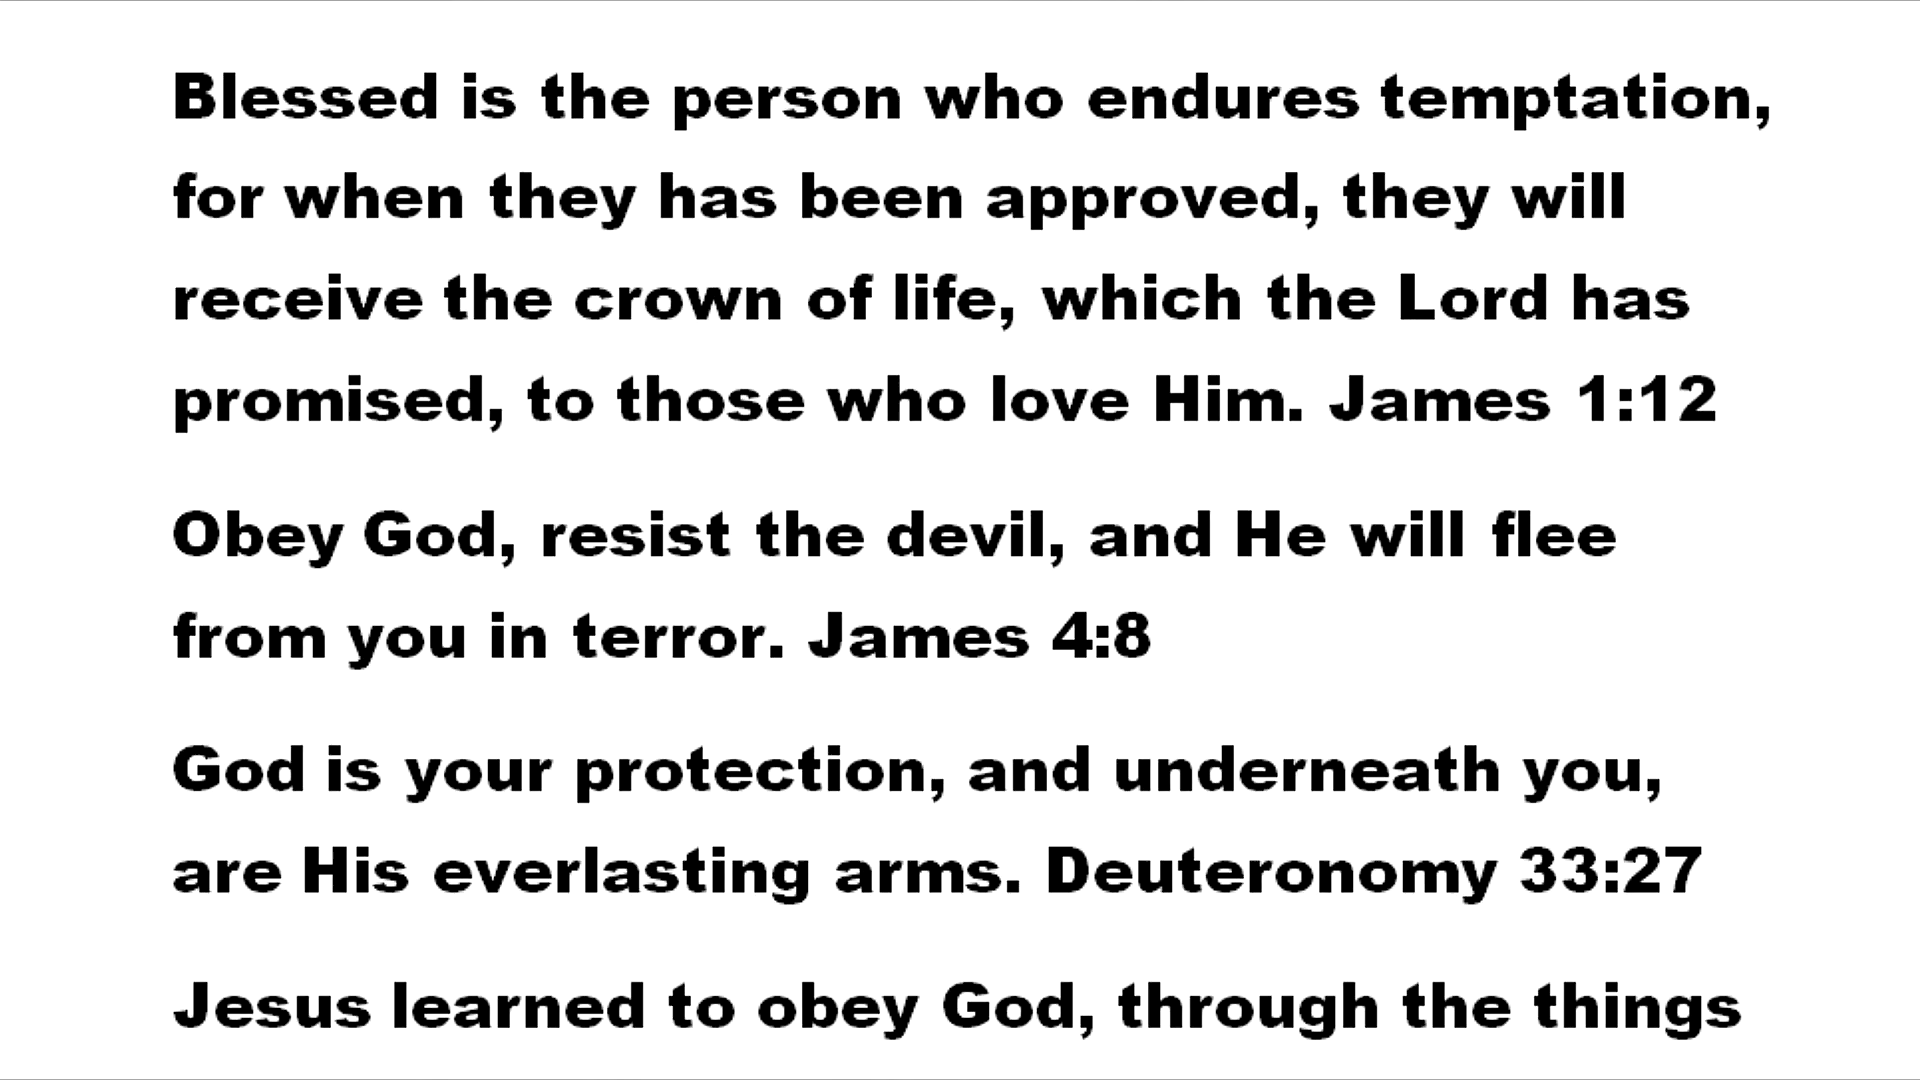 Blessed is the person who endures temptation,
for when they has been approved, they will
receive the crown of life, which the Lord has
promised, to those who love Him. James 1:12
Obey God, resist the devil, and He will flee
from you in terror. James 4:8
God is your protection, and underneath you,
are His everlasting arms. Deuteronomy 33:27
Jesus learned to obey God, through the things